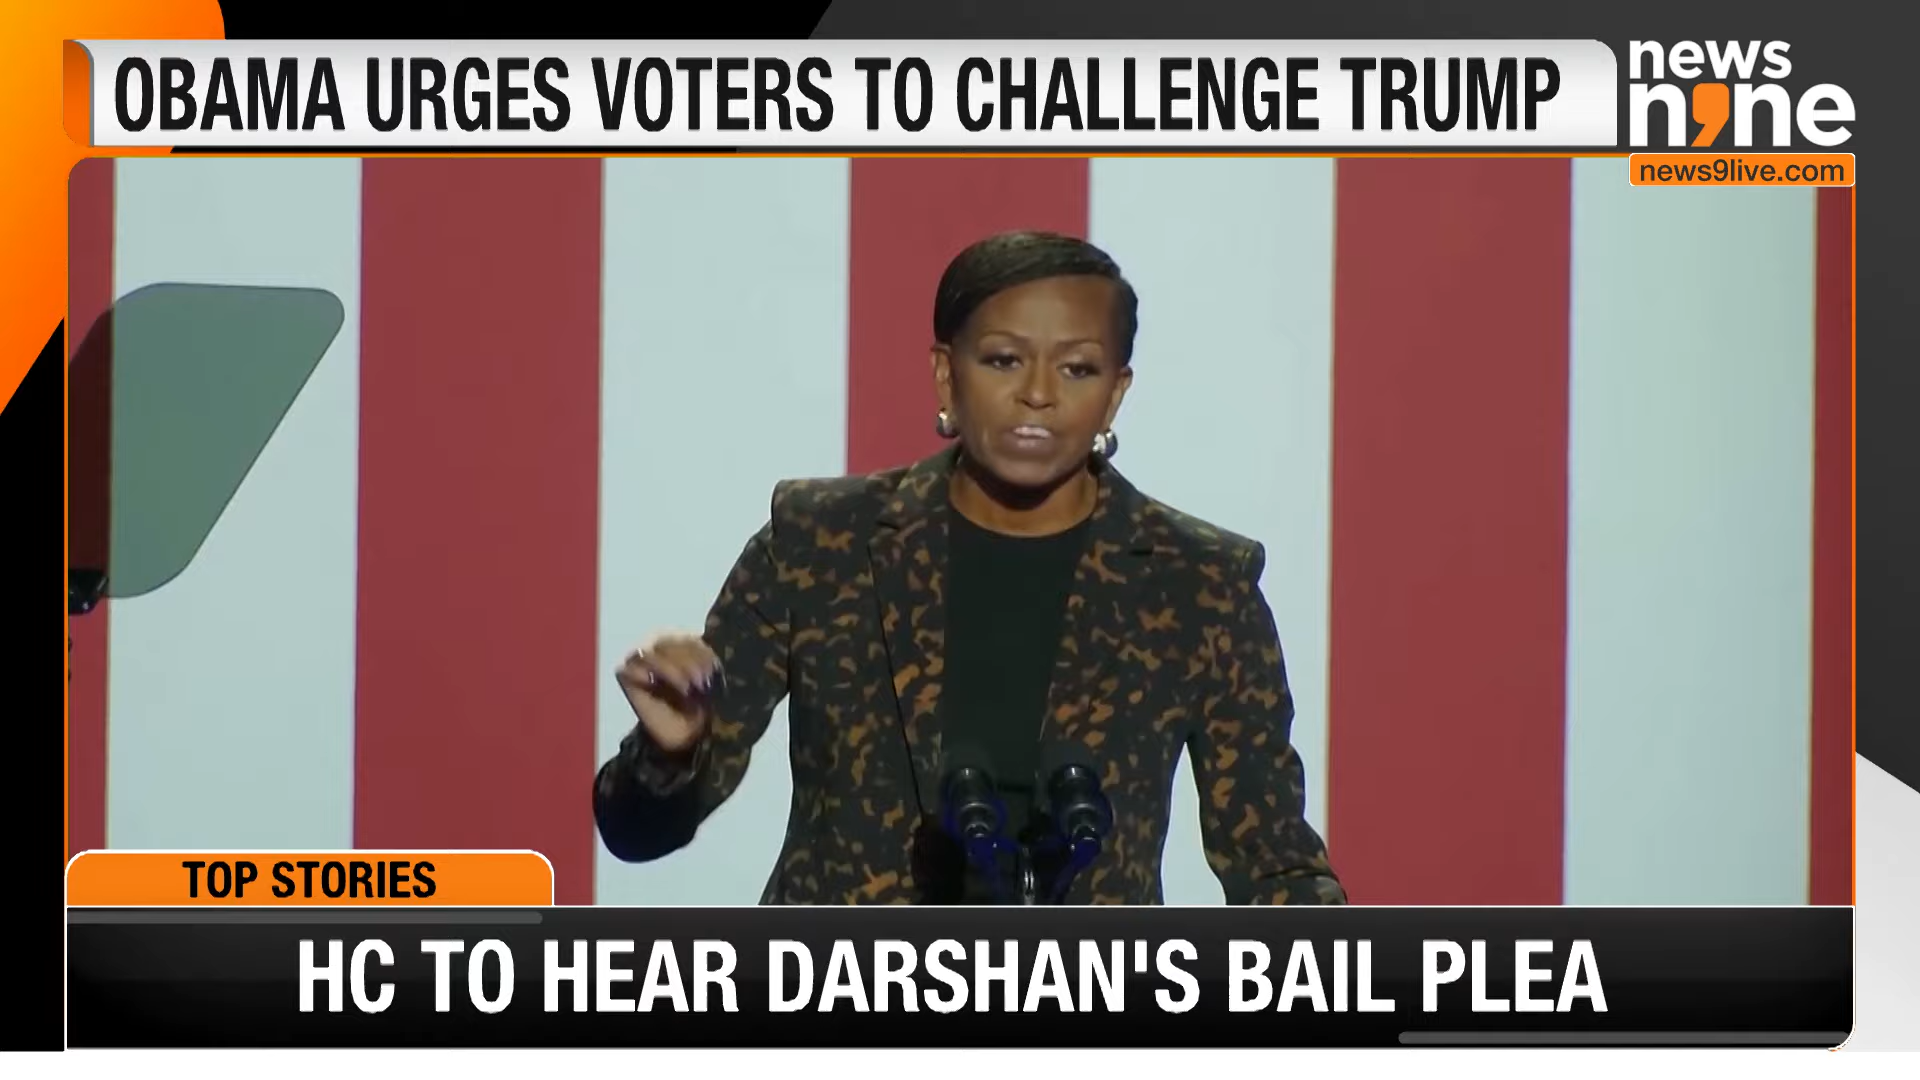 OBAMA URGES VOTERS TO CHALLENGE TRUMP
news
nine
news9live.com
TOP STORIES
HC TO HEAR DARSHAN'S BAIL PLEA